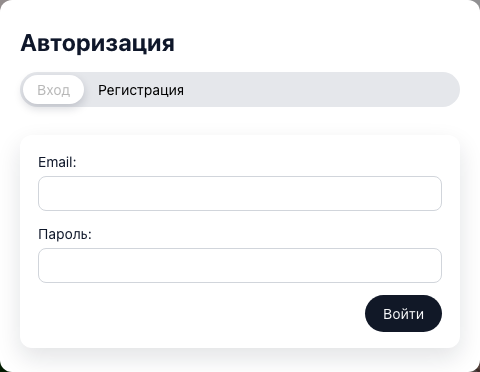 Авторизация
Вход Регистрация
Email:
Пароль:
Войти